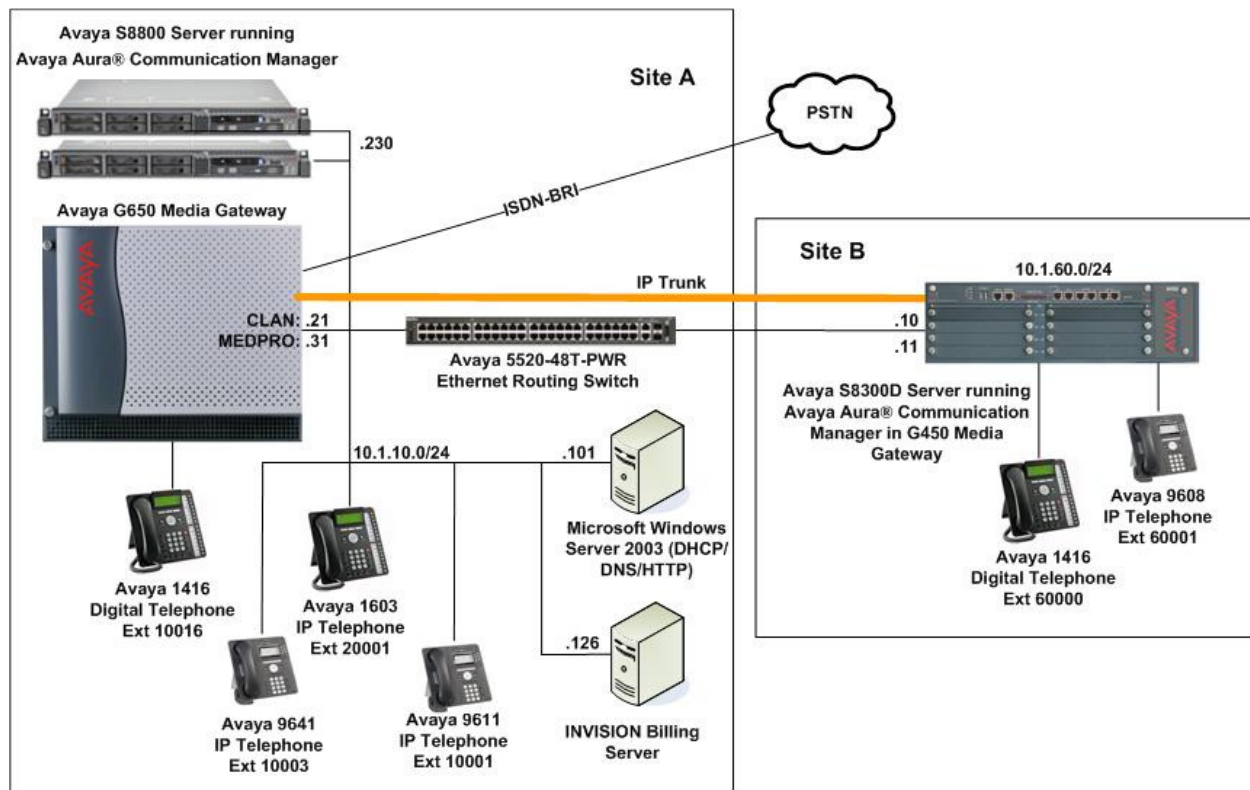 Avaya S8800 Server running
Avaya Aura® Communication Manager
Site A
.230
PSTN
ISDN-BRI
Avaya G650 Media Gateway
AVAYA
CLAN: .21
MEDPRO: .31
IP Trunk
Avaya 5520-48T-PWR
Ethernet Routing Switch
Site B
10.1.60.0/24
.10
.11
AVAYA
Avaya S8300D Server running
Avaya Aura® Communication
Manager in G450 Media
Gateway
Avaya 1416
Digital Telephone
Ext 60000
Avaya 9608
IP Telephone
Ext 60001
10.1.10.0/24
.101
Microsoft Windows
Server 2003 (DHCP/
DNS/HTTP)
.126
INVISION Billing
Server
Avaya 1416
Digital Telephone
Ext 10016
Avaya 1603
IP Telephone
Ext 20001
Avaya 9641
IP Telephone
Ext 10003
Avaya 9611
IP Telephone
Ext 10001